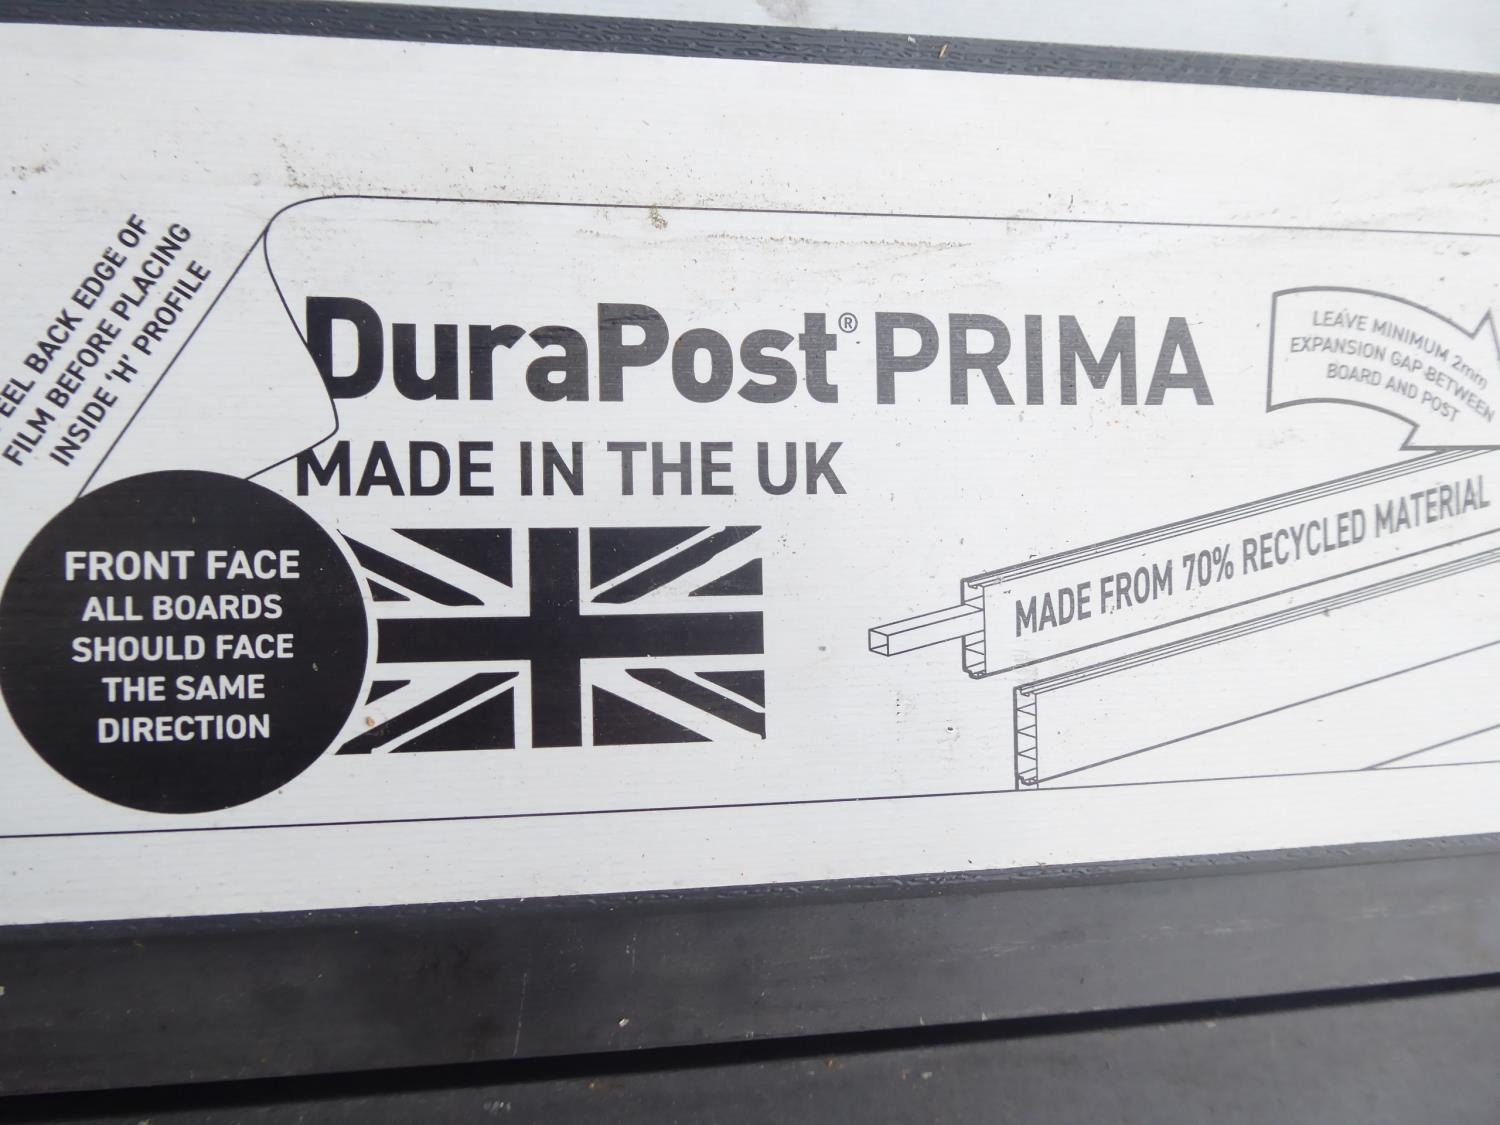 BACK EDGE OF
FILM BEFORE PLACING
INSIDE 'H' PROFILE
DuraPost® PRIMA
MADE IN THE UK
FRONT FACE
ALL BOARDS
SHOULD FACE
THE SAME
DIRECTION
LEAVE MINIMUM 2mm
EXPANSION GAP BETWEEN
BOARD AND POST
MADE FROM 70% RECYCLED MATERIAL